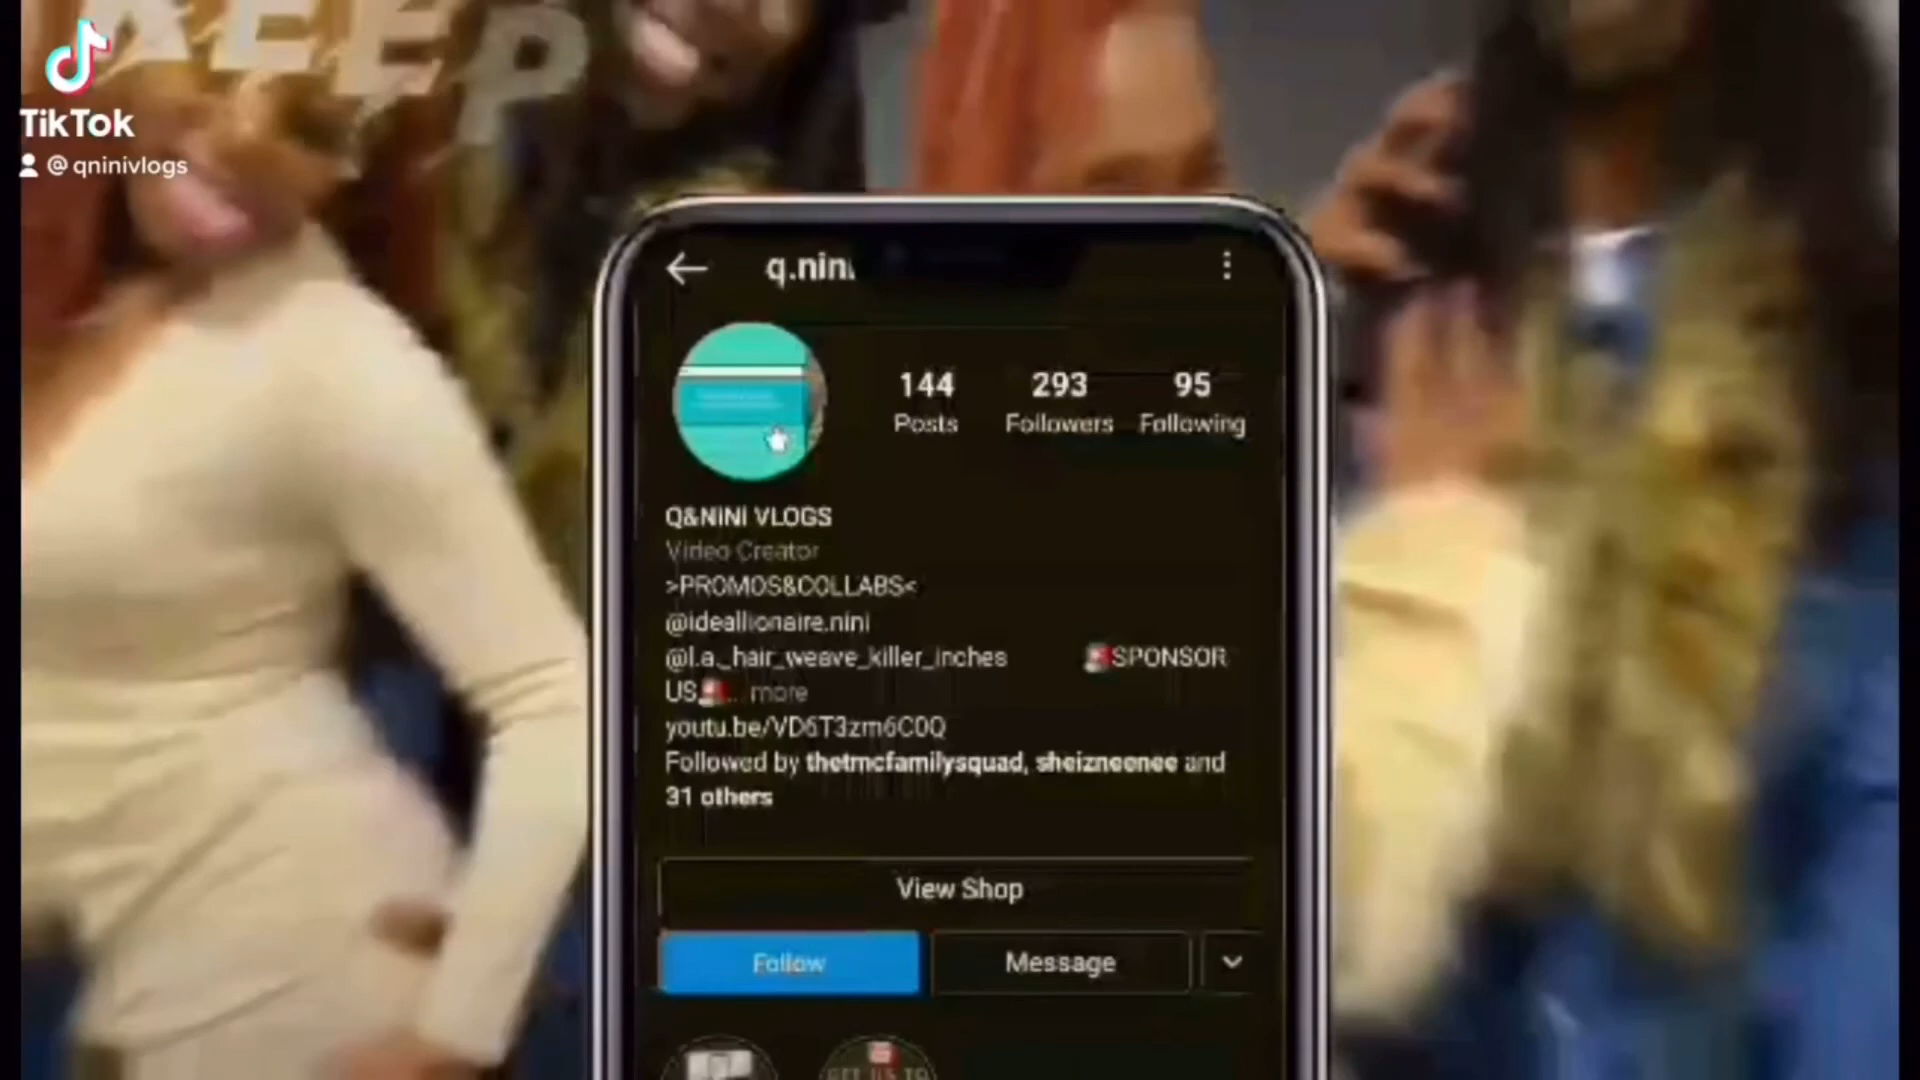 TikTok
@qninivlogs
q.nini
144 293 95
Posts Followers Following
Q&NINI VLOGS
Video Creator
>PROMOS&COLLABS<
@ideallionaire.nini
@l.a._hair_weave_killer_inches 🚨SPONSOR
US🚨... more
youtu.be/VD6T3zm6C0Q
Followed by thetmcfamilysquad, sheizneenee and
31 others
View Shop
Follow Message